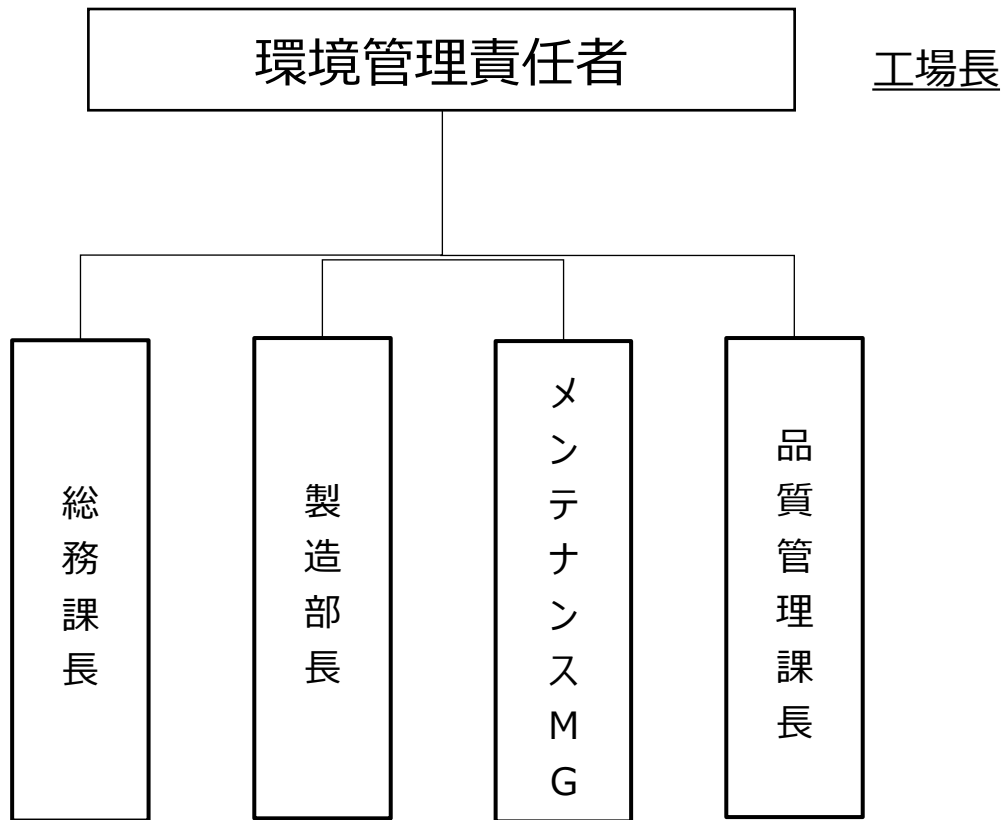 環境管理責任者
工場長
総務課長
製造部長
メンテナンスMG
品質管理課長